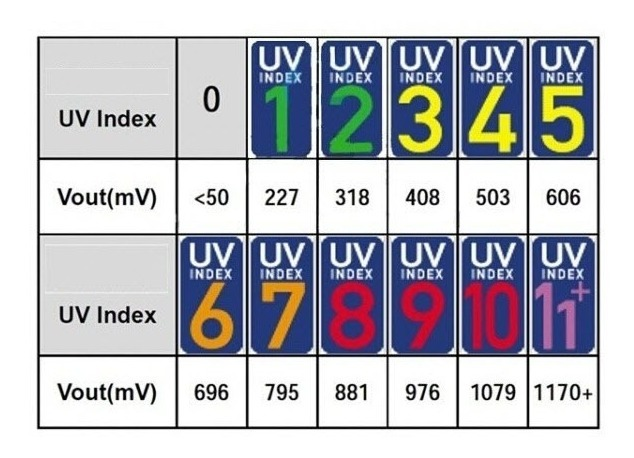 UV Index 0 UV INDEX 1 UV INDEX 2 UV INDEX 3 UV INDEX 4 UV INDEX 5
Vout(mV) <50 227 318 408 503 606
UV Index UV INDEX 6 UV INDEX 7 UV INDEX 8 UV INDEX 9 UV INDEX 10 UV INDEX 11+
Vout(mV) 696 795 881 976 1079 1170+